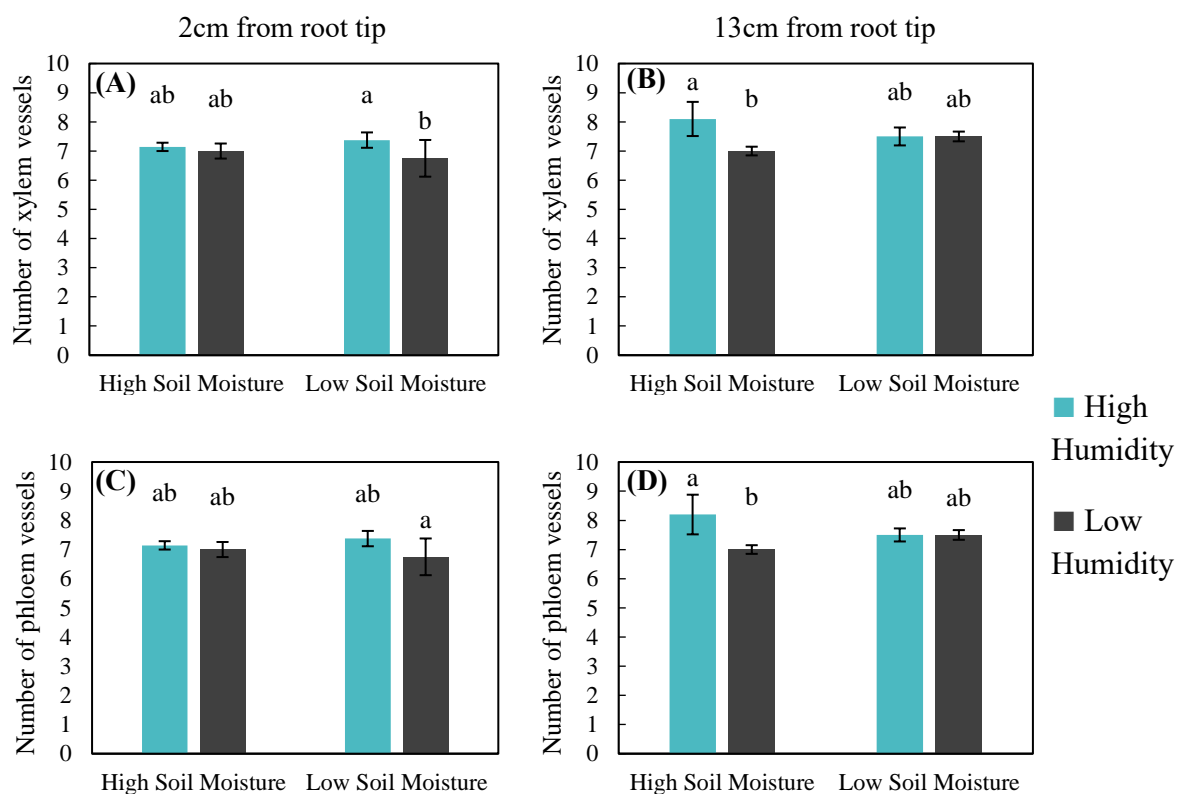 2cm from root tip
13cm from root tip
(A)
Number of xylem vessels
10
9
8
7
6
5
4
3
2
1
0
ab ab a b
High Soil Moisture Low Soil Moisture
(B)
Number of xylem vessels
10
9
8
7
6
5
4
3
2
1
0
a b ab ab
High Soil Moisture Low Soil Moisture
(C)
Number of phloem vessels
10
9
8
7
6
5
4
3
2
1
0
ab ab ab a
High Soil Moisture Low Soil Moisture
(D)
Number of phloem vessels
10
9
8
7
6
5
4
3
2
1
0
a b ab ab
High Soil Moisture Low Soil Moisture
High
Humidity
Low
Humidity